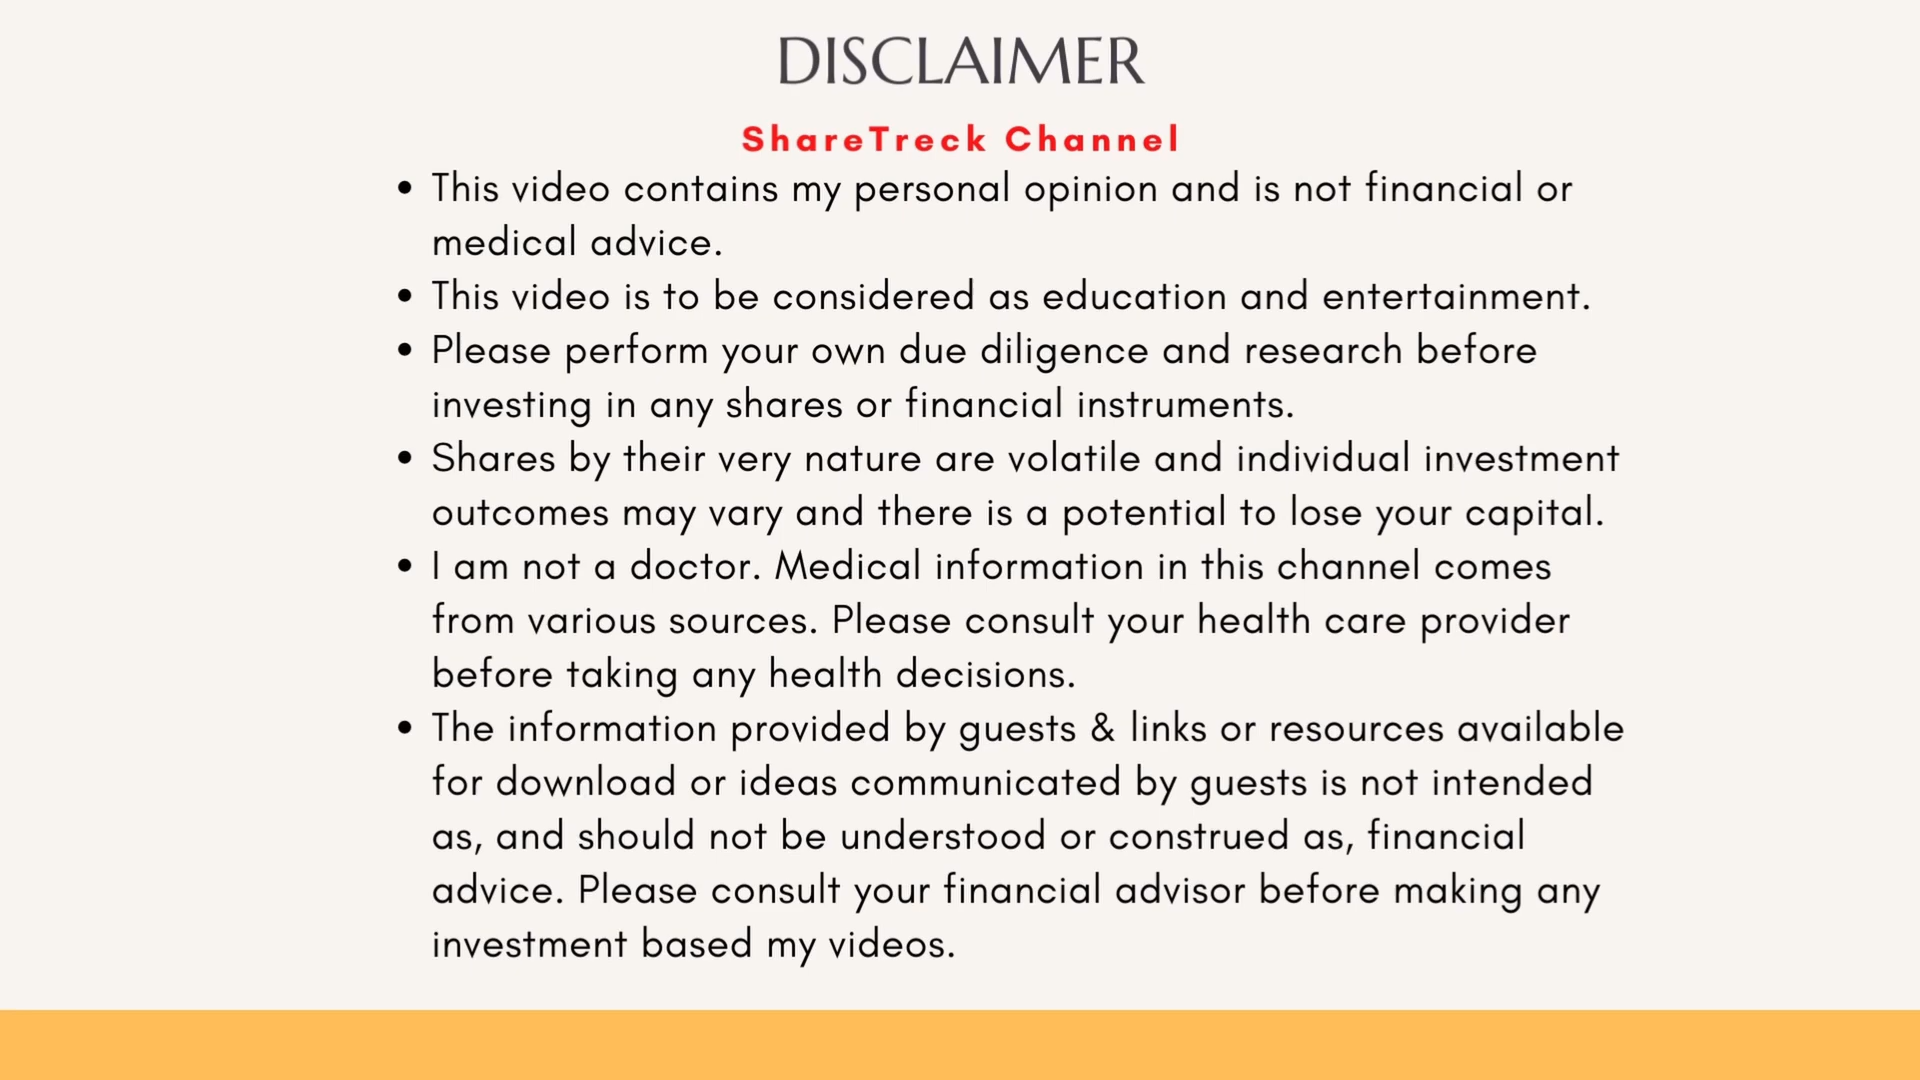 DISCLAIMER
ShareTreck Channel
• This video contains my personal opinion and is not financial or
medical advice.
• This video is to be considered as education and entertainment.
• Please perform your own due diligence and research before
investing in any shares or financial instruments.
• Shares by their very nature are volatile and individual investment
outcomes may vary and there is a potential to lose your capital.
• I am not a doctor. Medical information in this channel comes
from various sources. Please consult your health care provider
before taking any health decisions.
• The information provided by guests & links or resources available
for download or ideas communicated by guests is not intended
as, and should not be understood or construed as, financial
advice. Please consult your financial advisor before making any
investment based my videos.